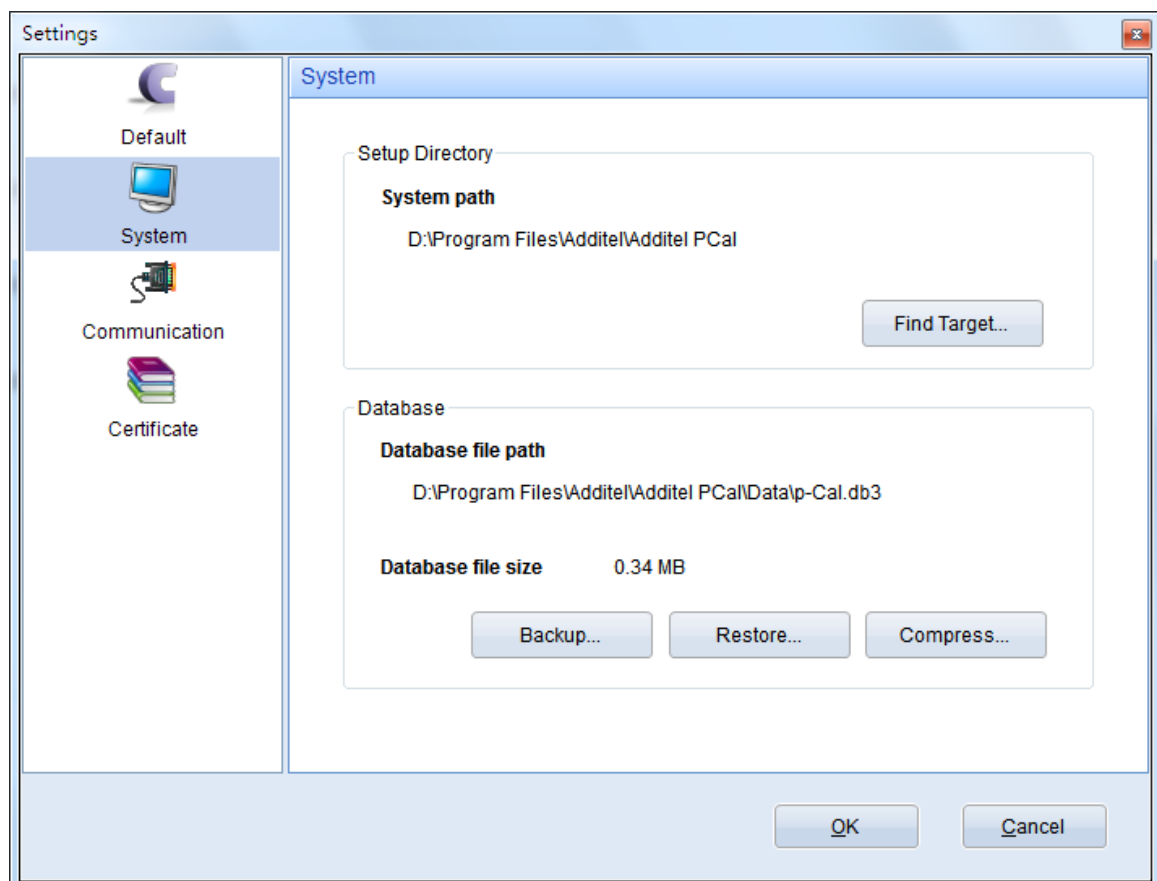 Settings
Default
System
Communication
Certificate
System
Setup Directory
System path
D:\Program Files\Additel\Additel PCal
Find Target...
Database
Database file path
D:\Program Files\Additel\Additel PCal\Data\p-Cal.db3
Database file size 0.34 MB
Backup... Restore... Compress...
OK Cancel